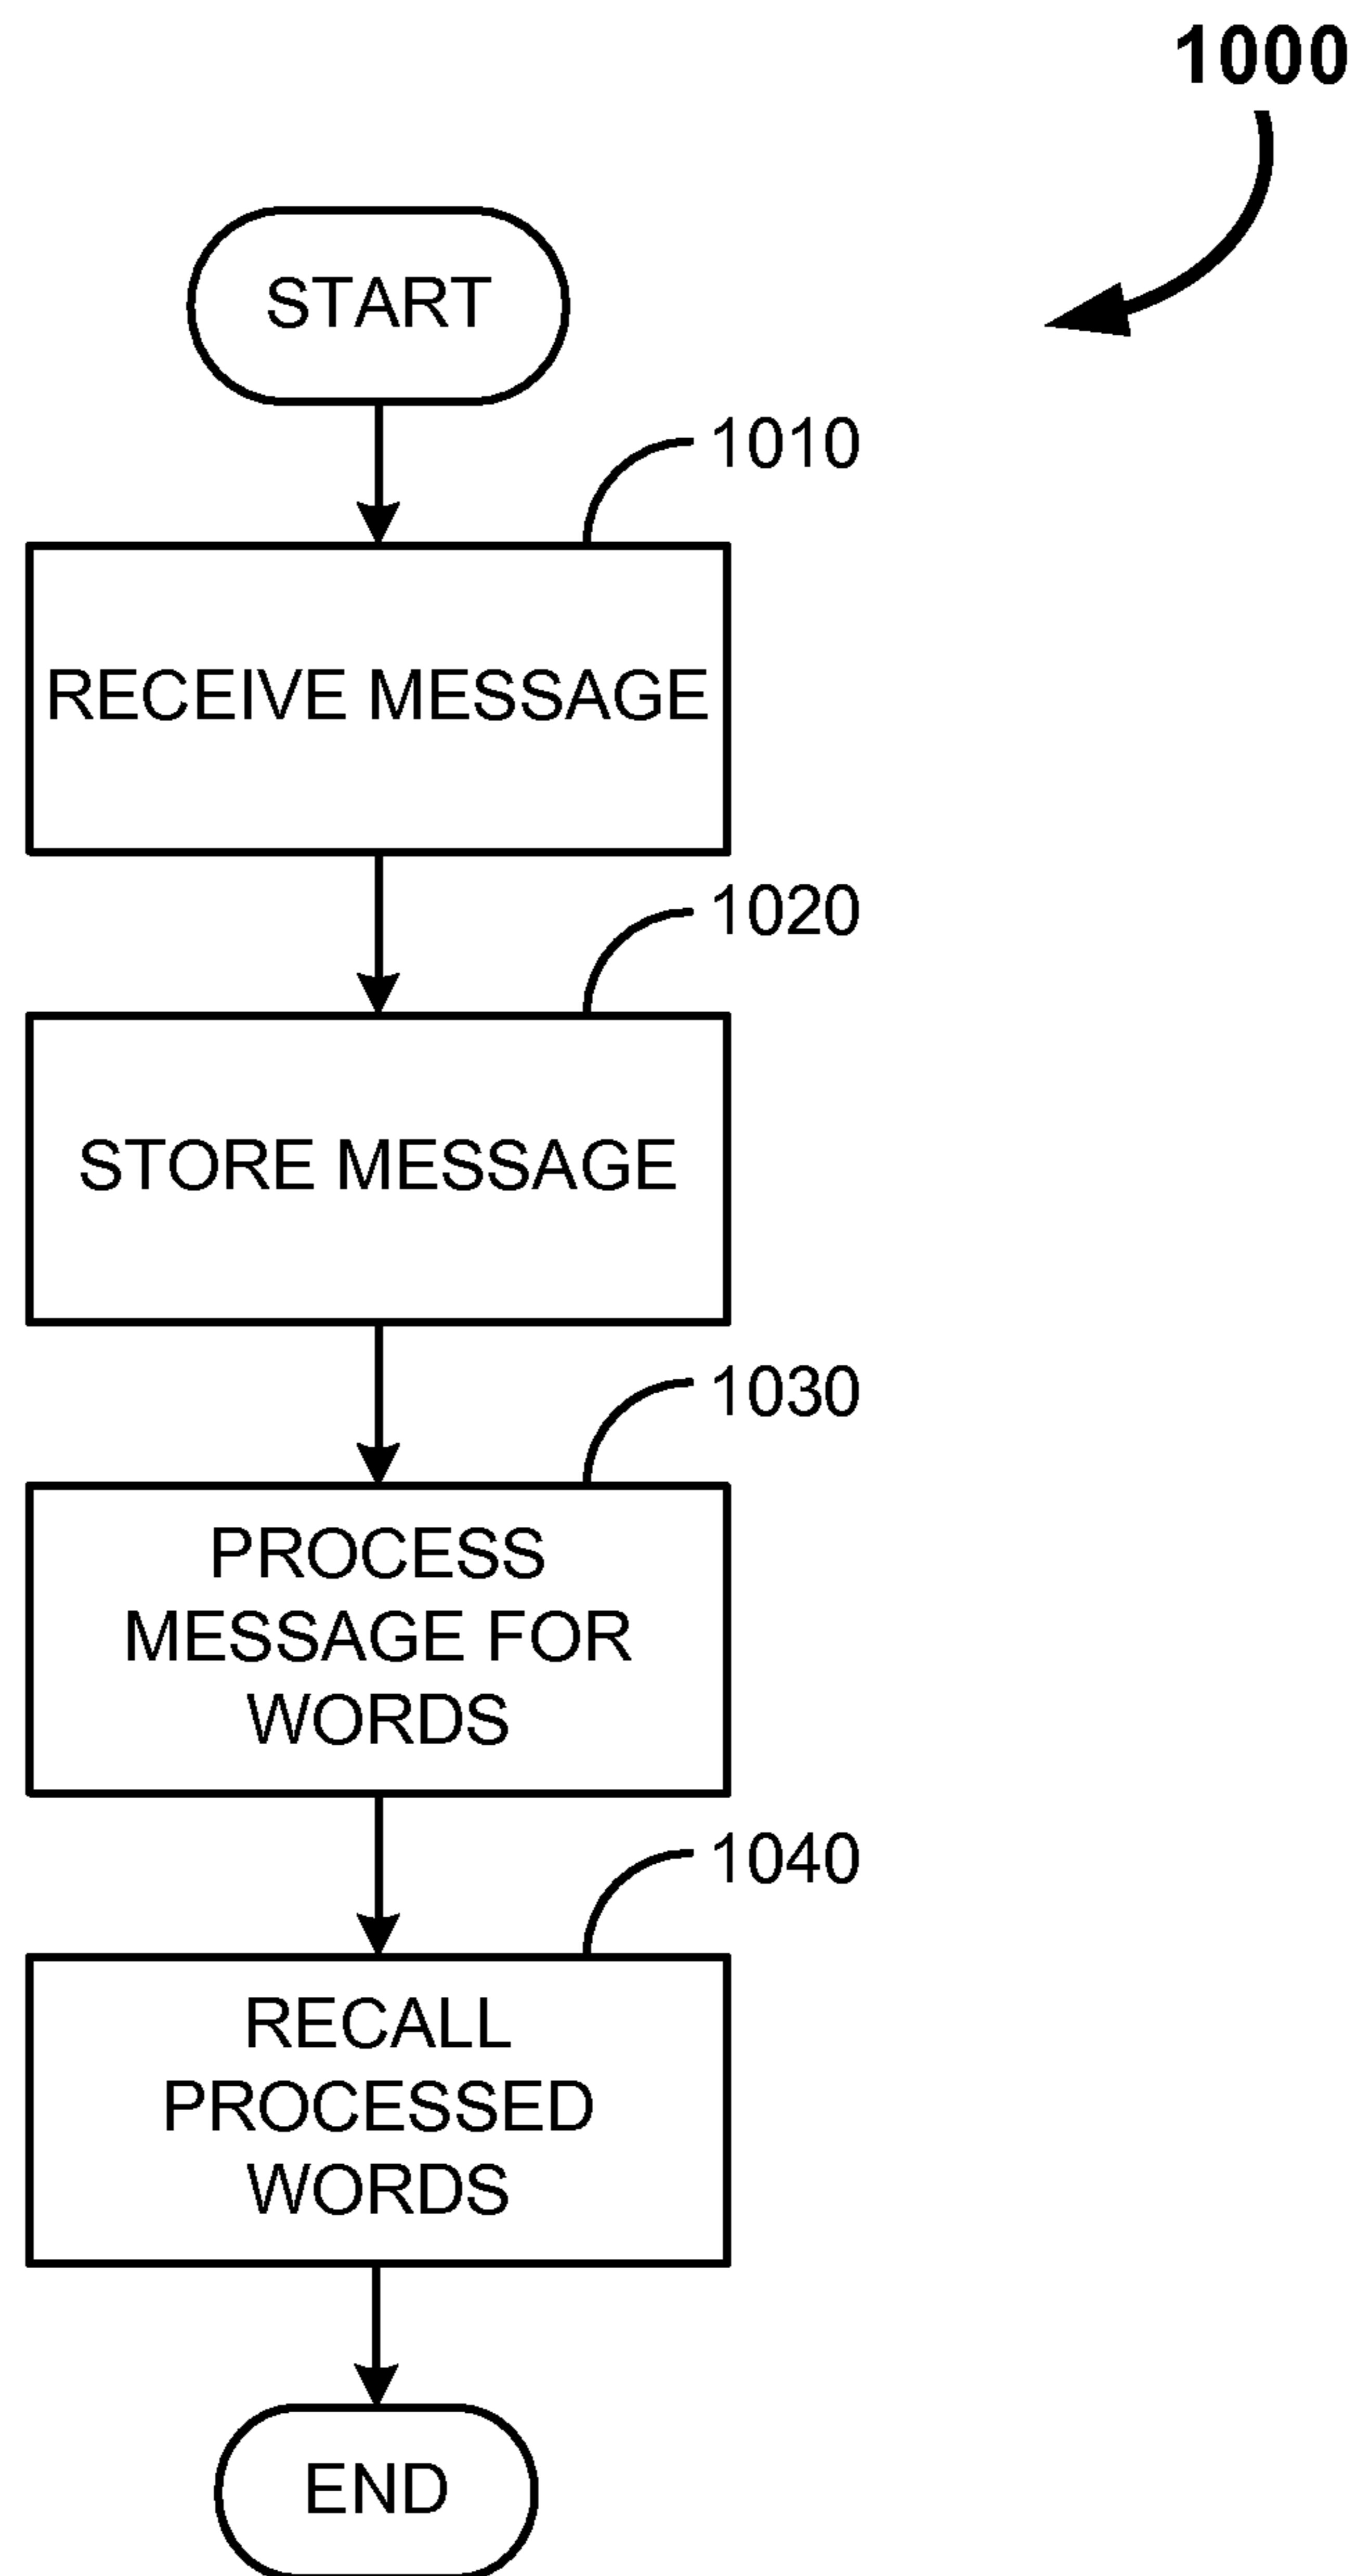 1000
START
1010
RECEIVE MESSAGE
1020
STORE MESSAGE
1030
PROCESS
MESSAGE FOR
WORDS
1040
RECALL
PROCESSED
WORDS
END